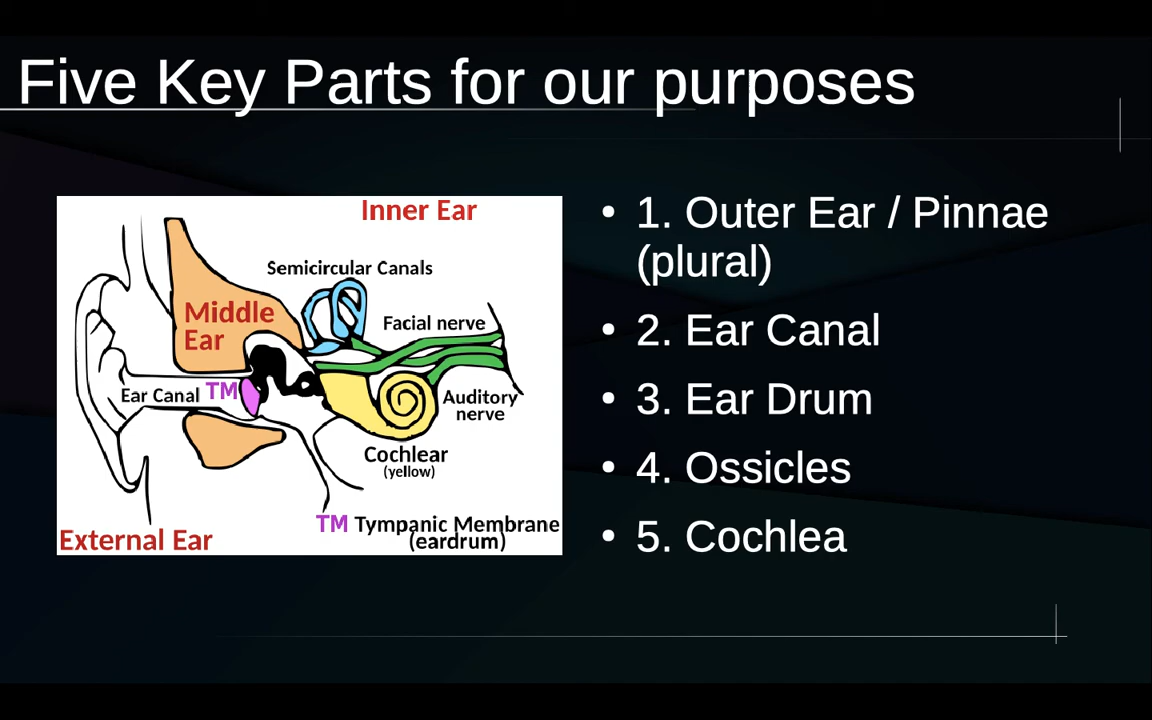 Five Key Parts for our purposes
Inner Ear
Semicircular Canals
Middle
Ear
Facial nerve
Ear Canal TM
Auditory
nerve
Cochlear
(yellow)
TM Tympanic Membrane
(eardrum)
External Ear
• 1. Outer Ear / Pinnae
(plural)
• 2. Ear Canal
• 3. Ear Drum
• 4. Ossicles
• 5. Cochlea